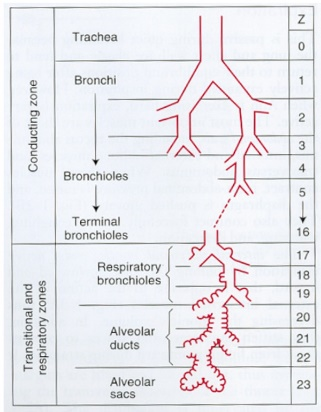 Z
Trachea
0
Conducting zone
Bronchi
1
2
3
4
Bronchioles
5
Terminal
bronchioles
16
Transitional and
respiratory zones
17
Respiratory
bronchioles
18
19
20
Alveolar
ducts
21
22
Alveolar
sacs
23